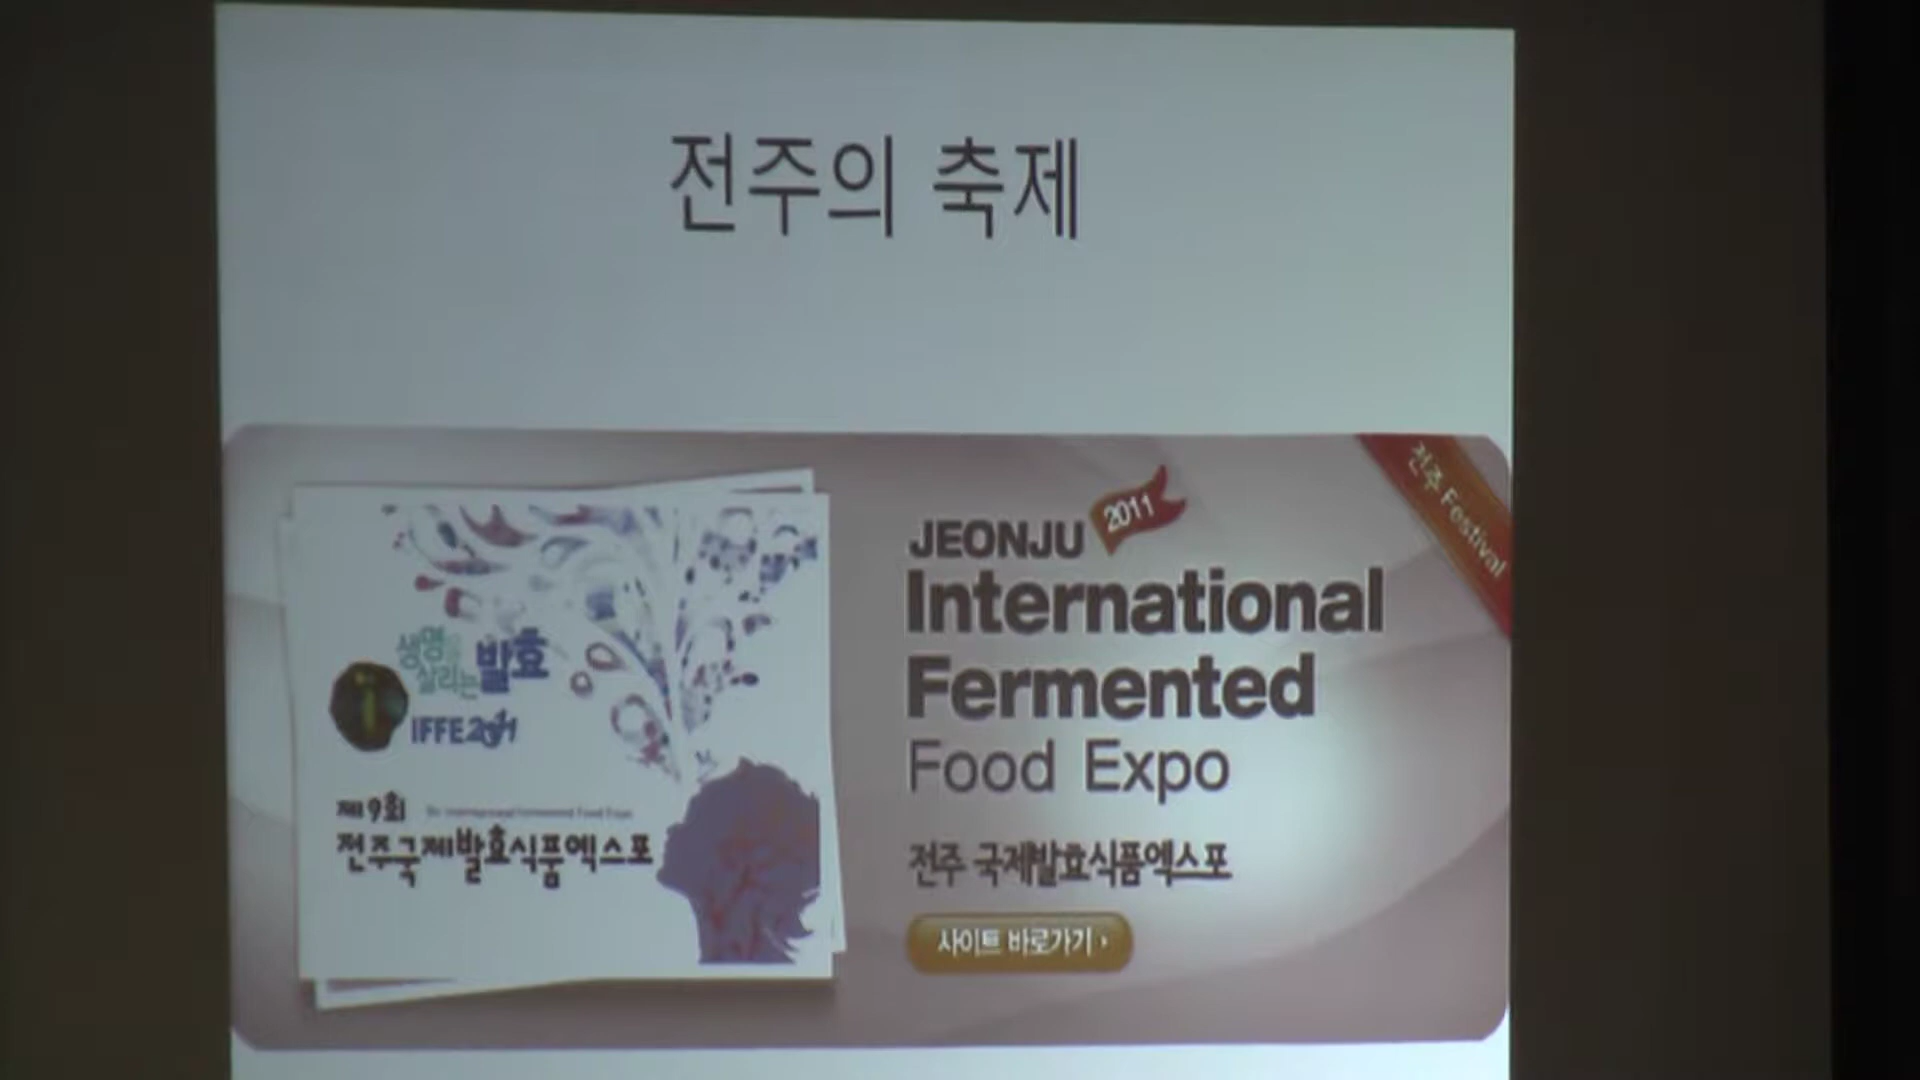 전주의 축제
전주 Festival
JEONJU 2011
International
Fermented
Food Expo
전주 국제발효식품엑스포
사이트 바로가기 ›
생명을
살리는 발효
i
IFFE 2011
제9회
전주국제발효식품엑스포